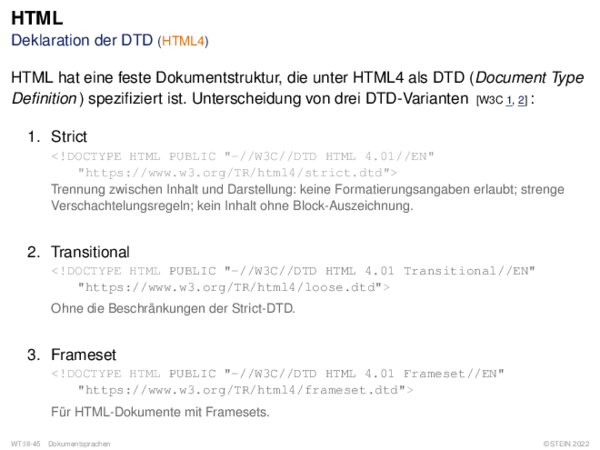 HTML
Deklaration der DTD (HTML4)
HTML hat eine feste Dokumentstruktur, die unter HTML4 als DTD (Document Type
Definition) spezifiziert ist. Unterscheidung von drei DTD-Varianten [W3C 1, 2] :
1. Strict
<!DOCTYPE HTML PUBLIC "-//W3C//DTD HTML 4.01//EN"
"https://www.w3.org/TR/html4/strict.dtd">
Trennung zwischen Inhalt und Darstellung: keine Formatierungsangaben erlaubt; strenge
Verschachtelungsregeln; kein Inhalt ohne Block-Auszeichnung.
2. Transitional
<!DOCTYPE HTML PUBLIC "-//W3C//DTD HTML 4.01 Transitional//EN"
"https://www.w3.org/TR/html4/loose.dtd">
Ohne die Beschränkungen der Strict-DTD.
3. Frameset
<!DOCTYPE HTML PUBLIC "-//W3C//DTD HTML 4.01 Frameset//EN"
"https://www.w3.org/TR/html4/frameset.dtd">
Für HTML-Dokumente mit Framesets.
WT:III-45 Dokumentsprachen ©STEIN 2022